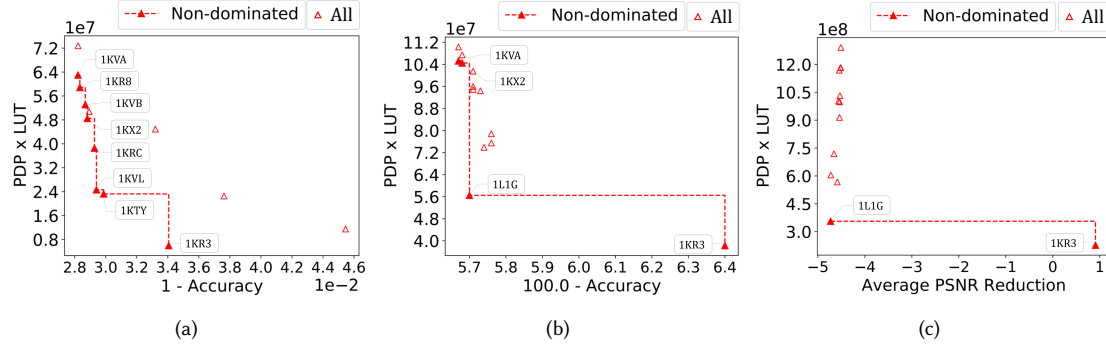 Non-dominated All
1e7
7.2
6.4
5.6
4.8
4.0
3.2
2.4
1.6
0.8
PDP x LUT
1KVA
1KR8
1KVB
1KX2
1KRC
1KVL
1KTY
1KR3
2.8 3.0 3.2 3.4 3.6 3.8 4.0 4.2 4.4 4.6
1 - Accuracy 1e−2
(a)
Non-dominated All
1e7
11.2
10.4
9.6
8.8
8.0
7.2
6.4
5.6
4.8
4.0
PDP x LUT
1KVA
1KX2
1L1G
1KR3
5.7 5.8 5.9 6.0 6.1 6.2 6.3 6.4
100.0 - Accuracy
(b)
Non-dominated All
1e8
12.0
10.5
9.0
7.5
6.0
4.5
3.0
PDP x LUT
1L1G
1KR3
−5 −4 −3 −2 −1 0 1
Average PSNR Reduction
(c)